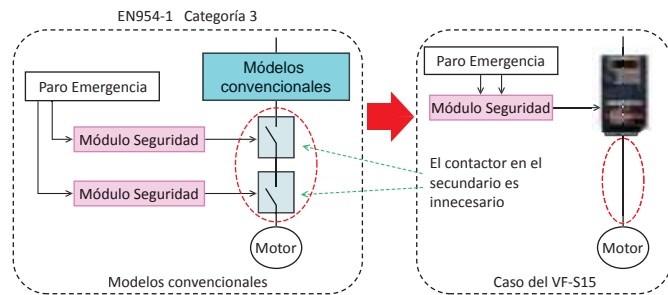 EN954-1 Categoría 3
Paro Emergencia
Módelos
convencionales
Módulo Seguridad
Módulo Seguridad
Motor
Modelos convencionales
El contactor en el
secundario es
innecesario
Paro Emergencia
Módulo Seguridad
Motor
Caso del VF-S15